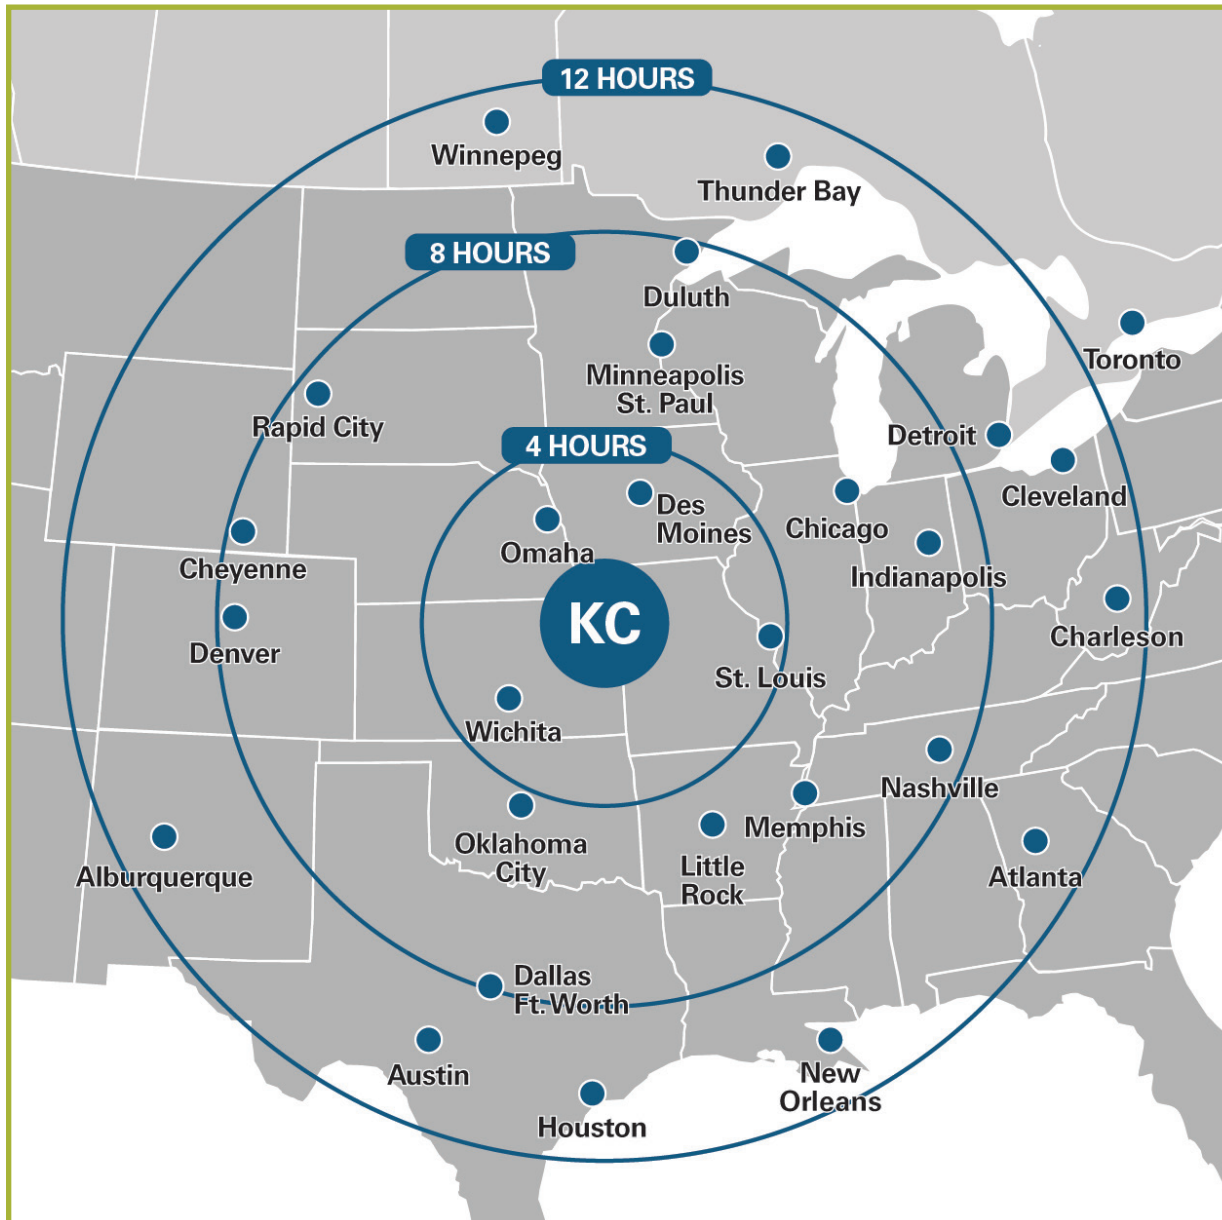 12 HOURS
Winnepeg
Thunder Bay
8 HOURS
Duluth
Toronto
Minneapolis
St. Paul
Rapid City
Detroit
4 HOURS
Cleveland
Des
Moines
Chicago
Omaha
Cheyenne
Indianapolis
KC
Charleson
Denver
St. Louis
Wichita
Nashville
Oklahoma
City
Memphis
Little
Rock
Alburquerque
Atlanta
Dallas
Ft. Worth
Austin
New
Orleans
Houston